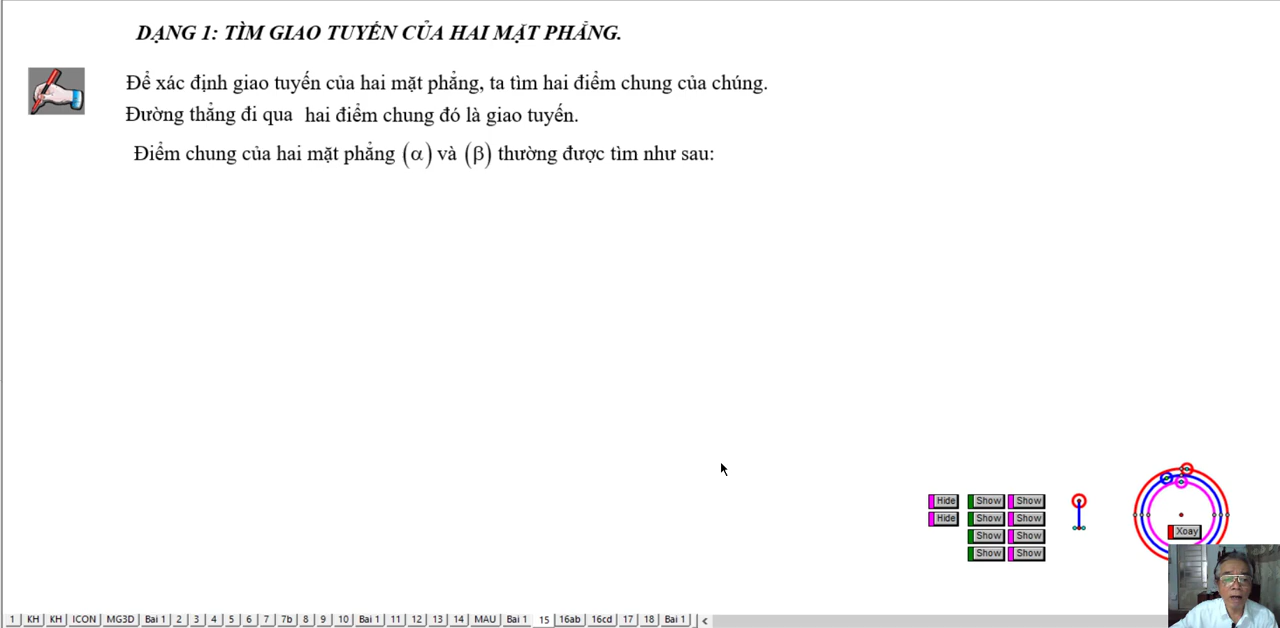 DẠNG 1: TÌM GIAO TUYẾN CỦA HAI MẶT PHẲNG.
Để xác định giao tuyến của hai mặt phẳng, ta tìm hai điểm chung của chúng.
Đường thẳng đi qua hai điểm chung đó là giao tuyến.
Điểm chung của hai mặt phẳng (α) và (β) thường được tìm như sau:
Hide Show Show
Hide Show Show
Show Show
Show Show
Xoay
1 KH KH ICON MG3D Bai 1 2 3 4 5 6 7 7b 8 9 10 Bai 1 11 12 13 14 MAU Bai 1 15 16ab 16cd 17 18 Bai 1 <